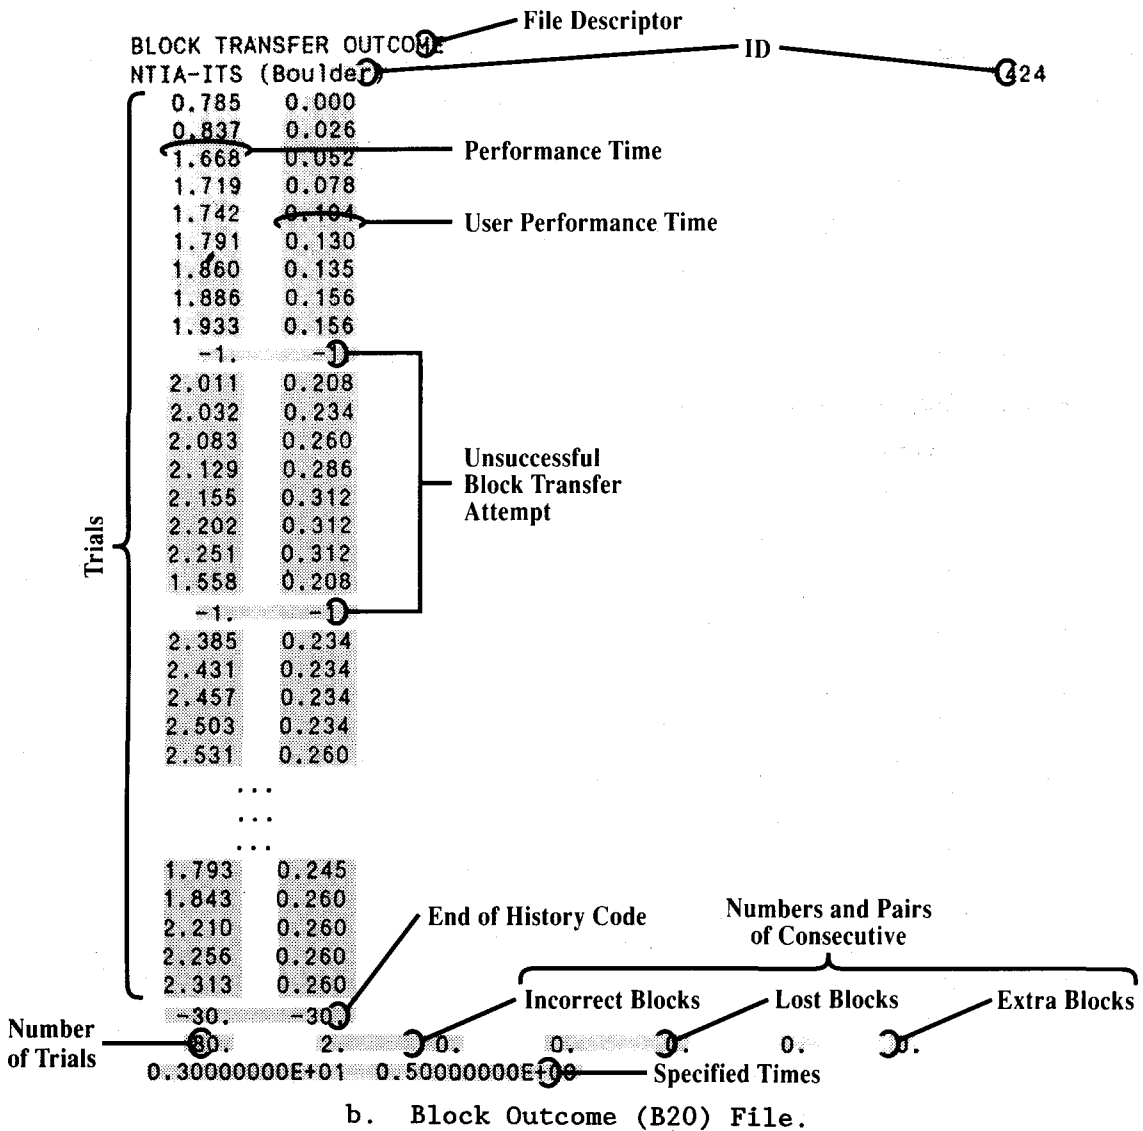 File Descriptor
BLOCK TRANSFER OUTCOME
ID
NTIA-ITS (Boulder) 424
0.785 0.000
0.837 0.026
1.668 0.052
Performance Time
1.719 0.078
1.742 0.104
User Performance Time
1.791 0.130
1.860 0.135
1.886 0.156
1.933 0.156
-1. -1.
2.011 0.208
2.032 0.234
2.083 0.260
2.129 0.286
2.155 0.312
2.202 0.312
2.251 0.312
1.558 0.208
-1. -1.
Unsuccessful
Block Transfer
Attempt
Trials
2.385 0.234
2.431 0.234
2.457 0.234
2.503 0.234
2.531 0.260
...
...
...
1.793 0.245
1.843 0.260
2.210 0.260
2.256 0.260
2.313 0.260
End of History Code
Numbers and Pairs
of Consecutive
Incorrect Blocks
Lost Blocks
Extra Blocks
-30. -30.
Number
of Trials
80. 2. 0. 0. 0. 0. 0.
0.30000000E+01 0.50000000E+00
Specified Times
b. Block Outcome (B20) File.